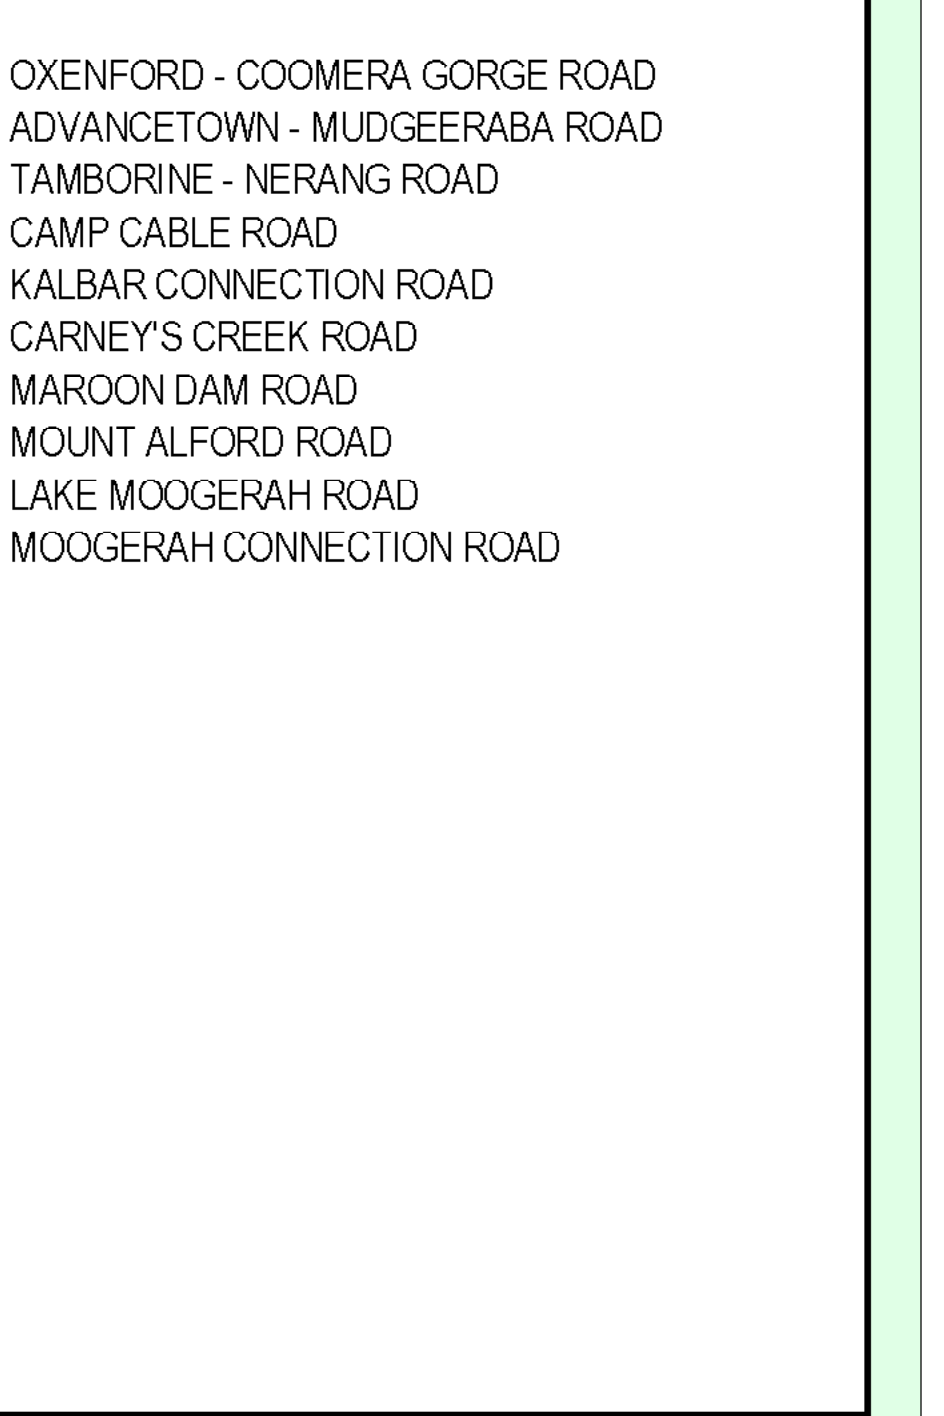 OXENFORD - COOMERA GORGE ROAD
ADVANCETOWN - MUDGEERABA ROAD
TAMBORINE - NERANG ROAD
CAMP CABLE ROAD
KALBAR CONNECTION ROAD
CARNEY'S CREEK ROAD
MAROON DAM ROAD
MOUNT ALFORD ROAD
LAKE MOOGERAH ROAD
MOOGERAH CONNECTION ROAD